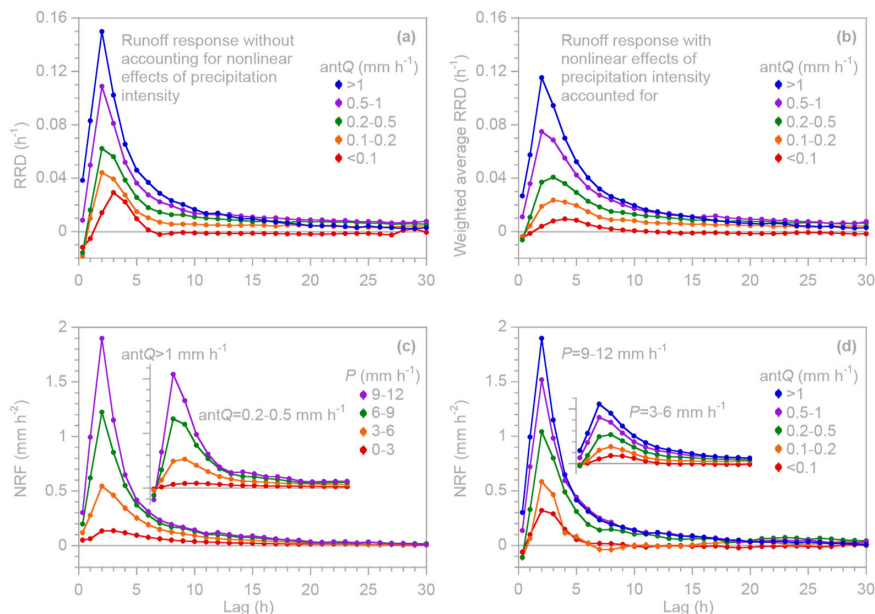 0.16
0.12
0.08
0.04
0
RRD (h-1)
Runoff response without
accounting for nonlinear
effects of precipitation
intensity
(a)
antQ (mm h-1)
>1
0.5-1
0.2-0.5
0.1-0.2
<0.1
0 5 10 15 20 25 30
0.16
0.12
0.08
0.04
0
Weighted average RRD (h-1)
Runoff response with
nonlinear effects of
precipitation intensity
accounted for
(b)
antQ (mm h-1)
>1
0.5-1
0.2-0.5
0.1-0.2
<0.1
0 5 10 15 20 25 30
2
1.5
1
0.5
0
NRF (mm h-2)
antQ>1 mm h-1
antQ=0.2-0.5 mm h-1
(c)
P (mm h-1)
9-12
6-9
3-6
0-3
0 5 10 15 20 25 30
Lag (h)
2
1.5
1
0.5
0
NRF (mm h-2)
P=9-12 mm h-1
P=3-6 mm h-1
(d)
antQ (mm h-1)
>1
0.5-1
0.2-0.5
0.1-0.2
<0.1
0 5 10 15 20 25 30
Lag (h)